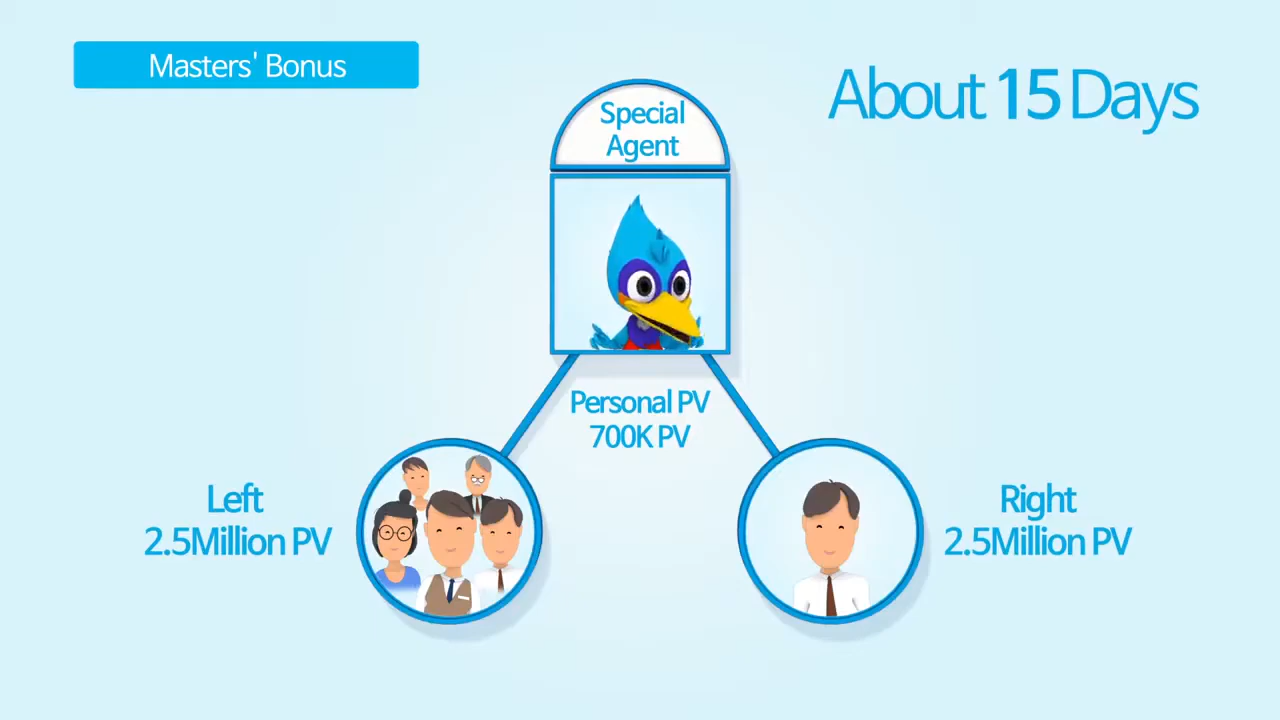 Masters' Bonus
About 15 Days
Special
Agent
Personal PV
700K PV
Left
2.5Million PV
Right
2.5Million PV